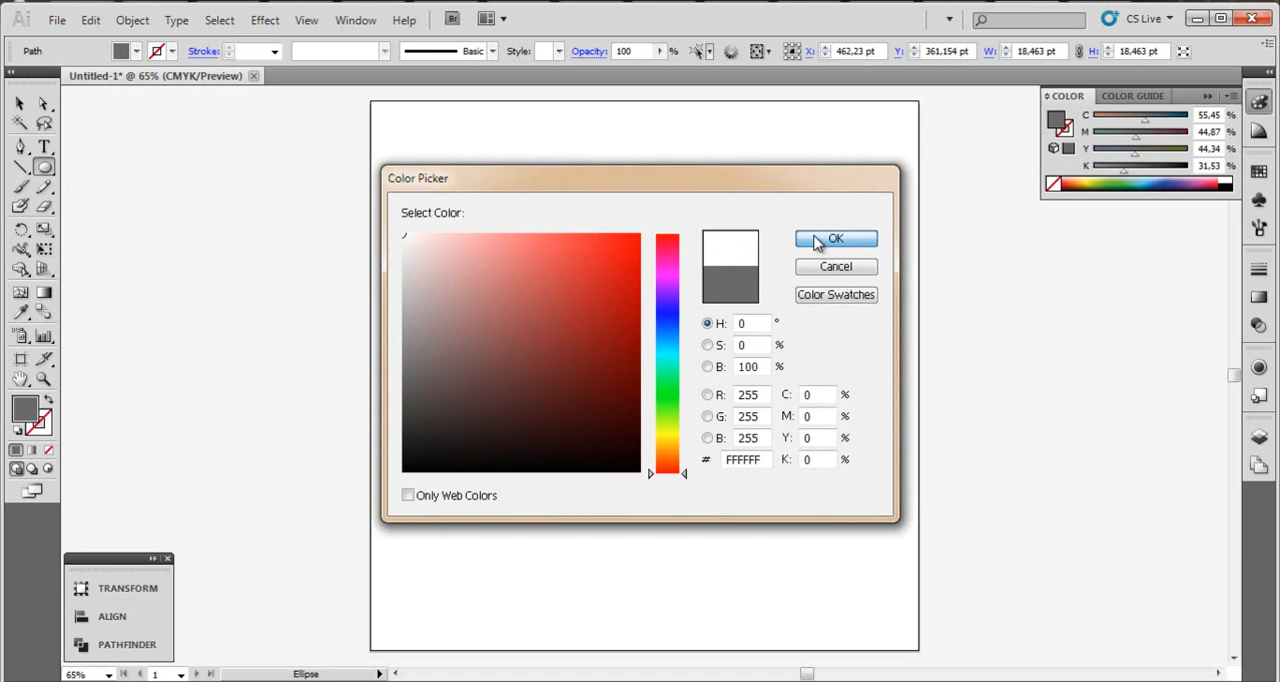 Ai File Edit Object Type Select Effect View Window Help Br CS Live
Path Stroke: Basic Style: Opacity: 100 % X: 462,23 pt Y: 361,154 pt W: 18,463 pt H: 18,463 pt
Untitled-1* @ 65% (CMYK/Preview)
COLOR COLOR GUIDE
C 55,45 %
M 44,87 %
Y 44,34 %
K 31,53 %
T
Color Picker
Select Color:
OK
Cancel
Color Swatches
H: 0 °
S: 0 %
B: 100 %
R: 255 C: 0 %
G: 255 M: 0 %
B: 255 Y: 0 %
# FFFFFF K: 0 %
Only Web Colors
TRANSFORM
ALIGN
PATHFINDER
65% 1 Ellipse